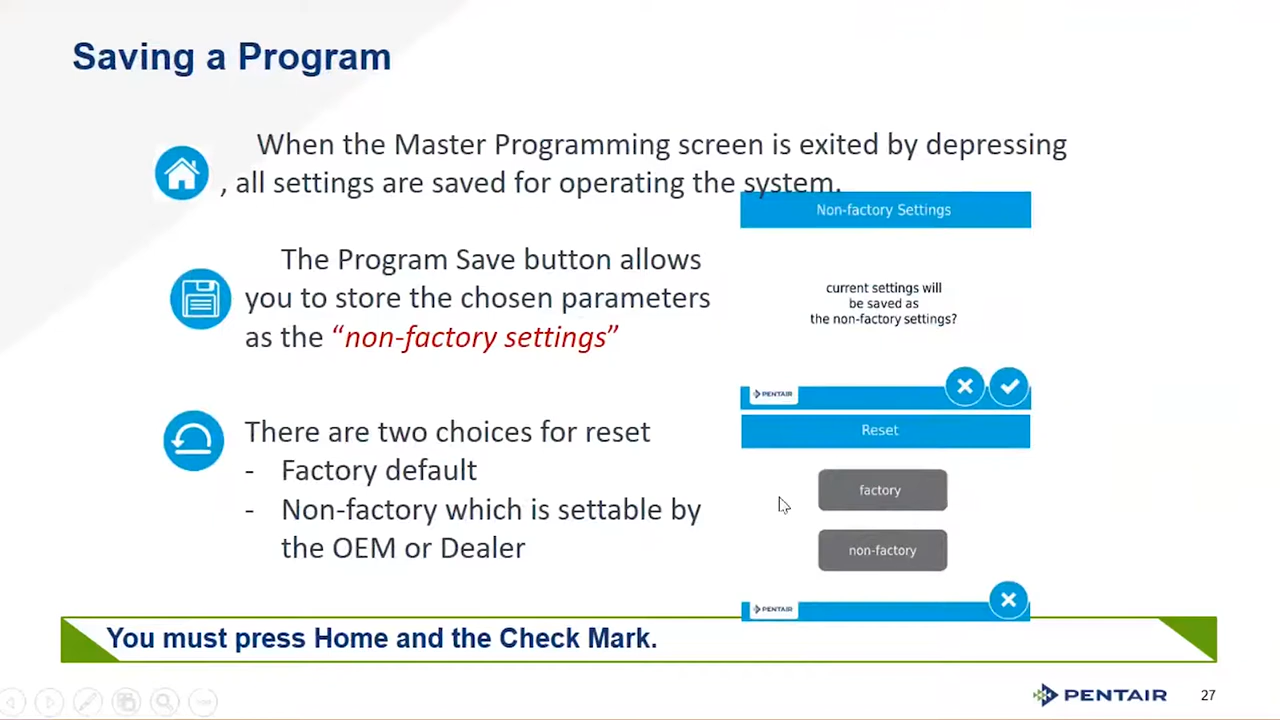 Saving a Program
When the Master Programming screen is exited by depressing
, all settings are saved for operating the system.
Non-factory Settings
The Program Save button allows
you to store the chosen parameters
as the “non-factory settings”
current settings will
be saved as
the non-factory settings?
PENTAIR
Reset
There are two choices for reset
- Factory default
- Non-factory which is settable by
the OEM or Dealer
factory
non-factory
PENTAIR
You must press Home and the Check Mark.
PENTAIR
27